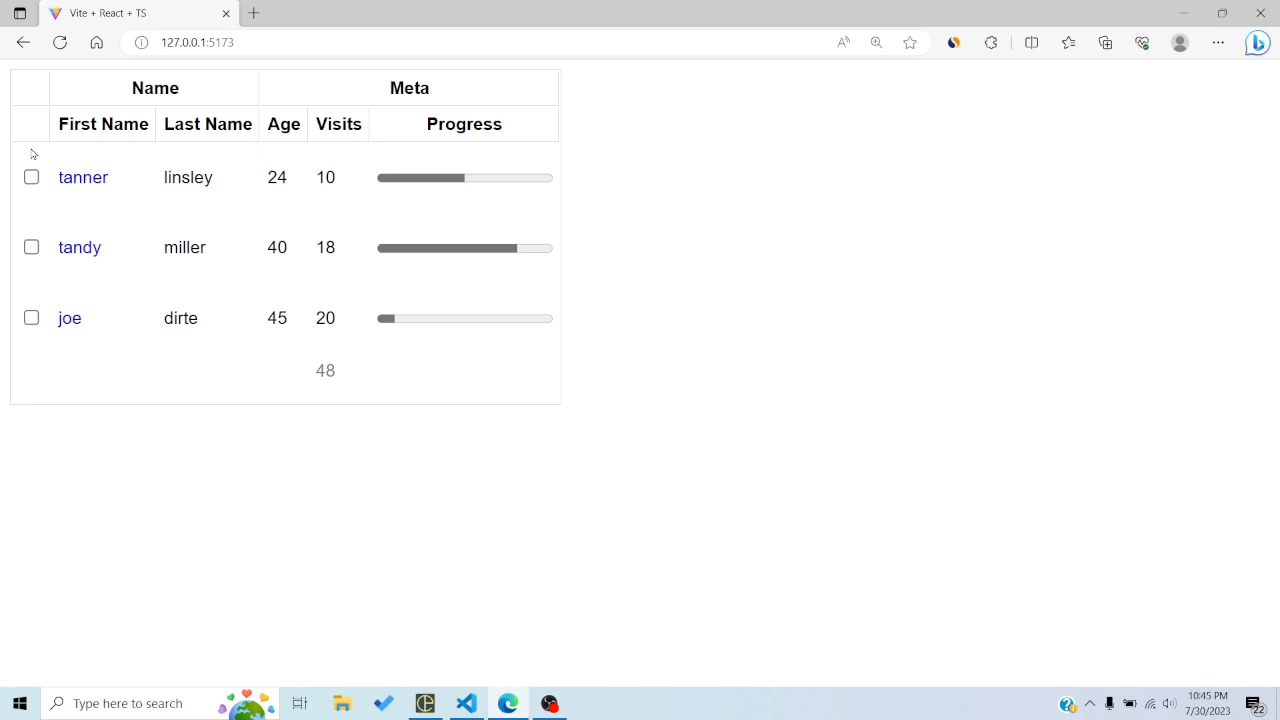 Vite + React + TS
127.0.0.1:5173
Name Meta
First Name Last Name Age Visits Progress
tanner linsley 24 10
tandy miller 40 18
joe dirte 45 20
48
Type here to search
10:45 PM
7/30/2023
22